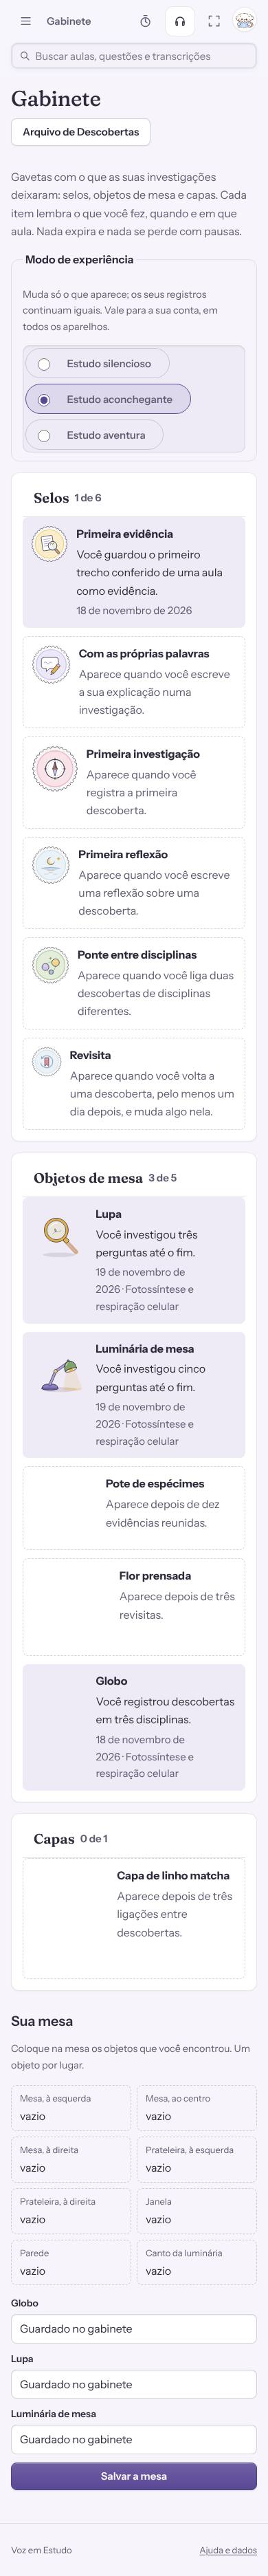 Gabinete
Buscar aulas, questões e transcrições
Gabinete
Arquivo de Descobertas
Gavetas com o que as suas investigações
deixaram: selos, objetos de mesa e capas. Cada
item lembra o que você fez, quando e em que
aula. Nada expira e nada se perde com pausas.
Modo de experiência
Muda só o que aparece; os seus registros
continuam iguais. Vale para a sua conta, em
todos os aparelhos.
Estudo silencioso
Estudo aconchegante
Estudo aventura
Selos 1 de 6
Primeira evidência
Você guardou o primeiro
trecho conferido de uma aula
como evidência.
18 de novembro de 2026
Com as próprias palavras
Aparece quando você escreve
a sua explicação numa
investigação.
Primeira investigação
Aparece quando você
registra a primeira
descoberta.
Primeira reflexão
Aparece quando você escreve
uma reflexão sobre uma
descoberta.
Ponte entre disciplinas
Aparece quando você liga duas
descobertas de disciplinas
diferentes.
Revisita
Aparece quando você volta a
uma descoberta, pelo menos um
dia depois, e muda algo nela.
Objetos de mesa 3 de 5
Lupa
Você investigou três
perguntas até o fim.
19 de novembro de
2026 · Fotossíntese e
respiração celular
Luminária de mesa
Você investigou cinco
perguntas até o fim.
19 de novembro de
2026 · Fotossíntese e
respiração celular
Pote de espécimes
Aparece depois de dez
evidências reunidas.
Flor prensada
Aparece depois de três
revisitas.
Globo
Você registrou descobertas
em três disciplinas.
18 de novembro de
2026 · Fotossíntese e
respiração celular
Capas 0 de 1
Capa de linho matcha
Aparece depois de três
ligações entre
descobertas.
Sua mesa
Coloque na mesa os objetos que você encontrou. Um
objeto por lugar.
Mesa, à esquerda
vazio
Mesa, ao centro
vazio
Mesa, à direita
vazio
Prateleira, à esquerda
vazio
Prateleira, à direita
vazio
Janela
vazio
Parede
vazio
Canto da luminária
vazio
Globo
Guardado no gabinete
Lupa
Guardado no gabinete
Luminária de mesa
Guardado no gabinete
Salvar a mesa
Voz em Estudo
Ajuda e dados